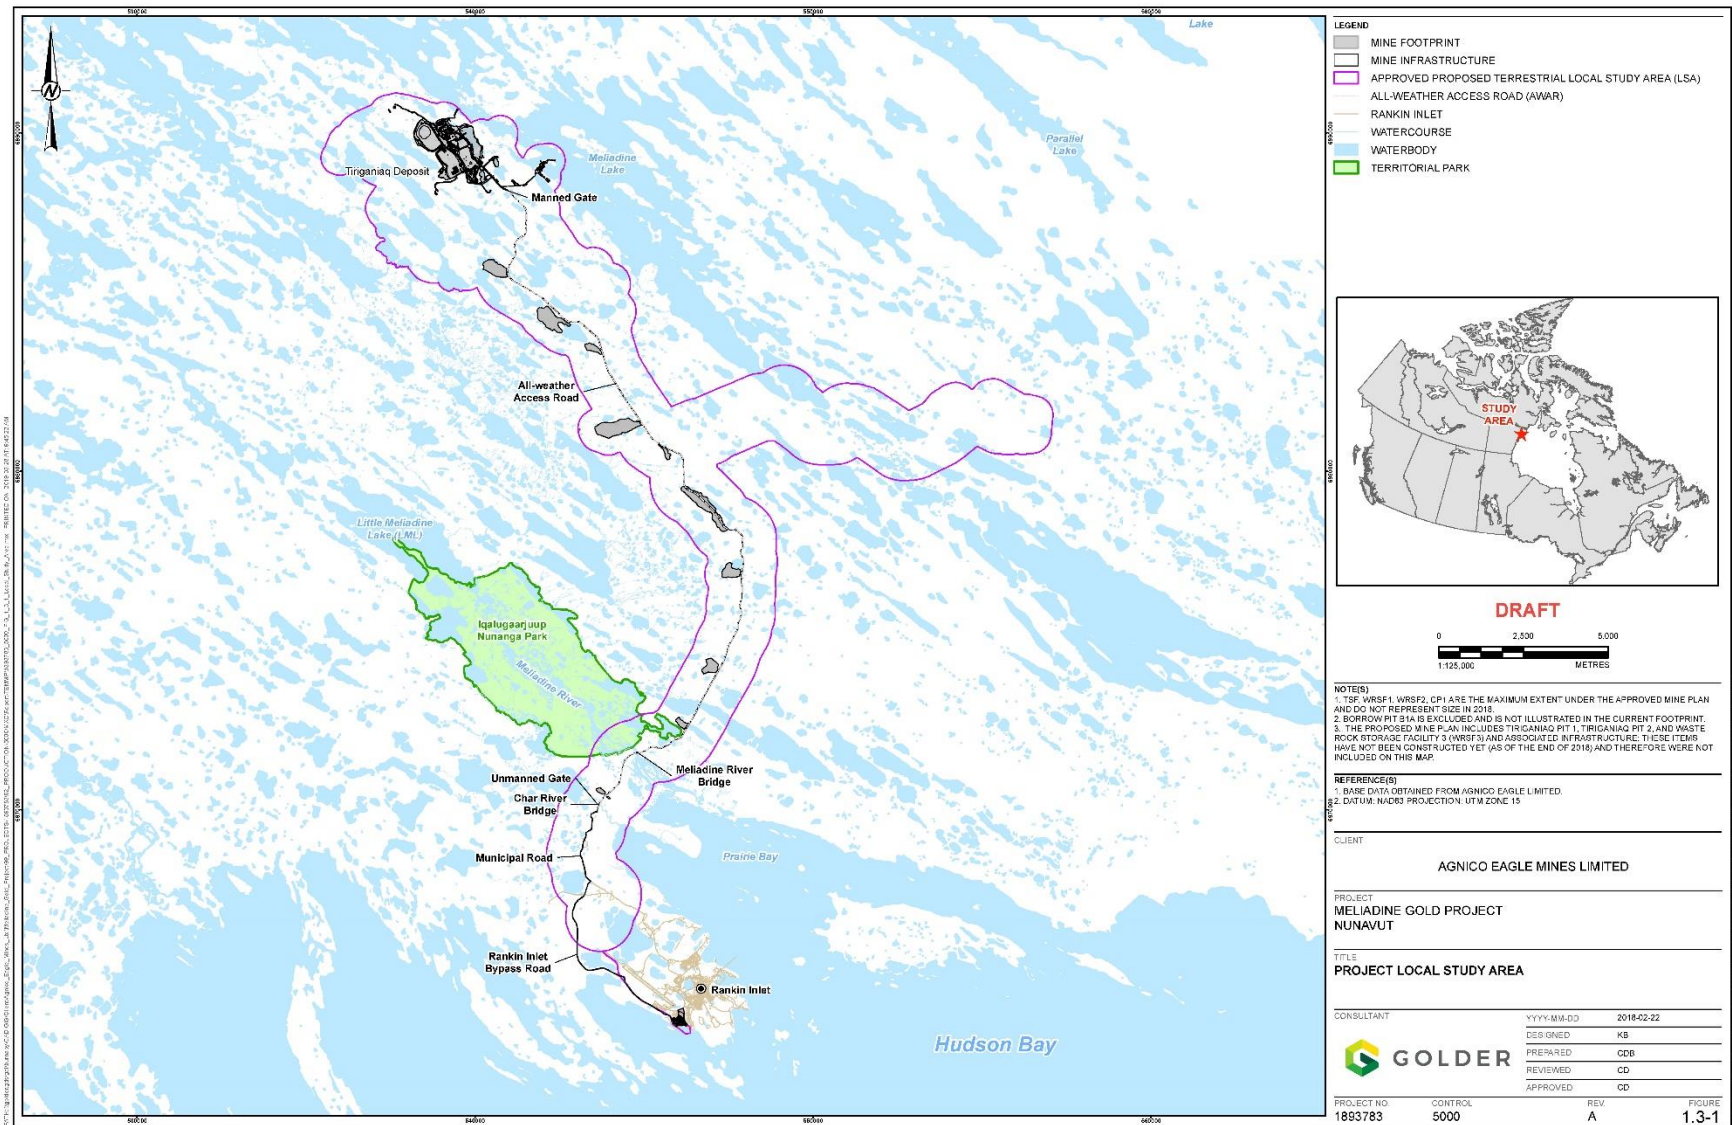 Lake
Parallel
Lake
Meliadine
Lake
Tiriganiaq Deposit
Manned Gate
All-weather
Access Road
Little Meliadine
Lake (LML)
Iqalugaarjuup
Nunanga Park
Meliadine River
Unmanned Gate
Meliadine River
Bridge
Char River
Bridge
Municipal Road
Prairie Bay
Rankin Inlet
Bypass Road
Rankin Inlet
Hudson Bay
N
LEGEND
MINE FOOTPRINT
MINE INFRASTRUCTURE
APPROVED PROPOSED TERRESTRIAL LOCAL STUDY AREA (LSA)
ALL-WEATHER ACCESS ROAD (AWAR)
RANKIN INLET
WATERCOURSE
WATERBODY
TERRITORIAL PARK
STUDY
AREA
DRAFT
0 2,500 5,000
1:125,000 METRES
NOTE(S)
1. TSF, WRSF1, WRSF2, CP1 ARE THE MAXIMUM EXTENT UNDER THE APPROVED MINE PLAN
AND DO NOT REPRESENT SIZE IN 2018.
2. BORROW PIT B1A IS EXCLUDED AND IS NOT ILLUSTRATED IN THE CURRENT FOOTPRINT.
3. THE PROPOSED MINE PLAN INCLUDES TIRIGANIAQ PIT 1, TIRIGANIAQ PIT 2, AND WASTE
ROCK STORAGE FACILITY 3 (WRSF3) AND ASSOCIATED INFRASTRUCTURE; THESE ITEMS
HAVE NOT BEEN CONSTRUCTED YET (AS OF THE END OF 2018) AND THEREFORE WERE NOT
INCLUDED ON THIS MAP.
REFERENCE(S)
1. BASE DATA OBTAINED FROM AGNICO EAGLE LIMITED.
2. DATUM: NAD83 PROJECTION: UTM ZONE 15
CLIENT
AGNICO EAGLE MINES LIMITED
PROJECT
MELIADINE GOLD PROJECT
NUNAVUT
TITLE
PROJECT LOCAL STUDY AREA
CONSULTANT
GOLDER
YYYY-MM-DD 2018-02-22
DESIGNED KB
PREPARED CDB
REVIEWED CD
APPROVED CD
PROJECT NO. CONTROL REV. FIGURE
1893783 5000 A 1.3-1